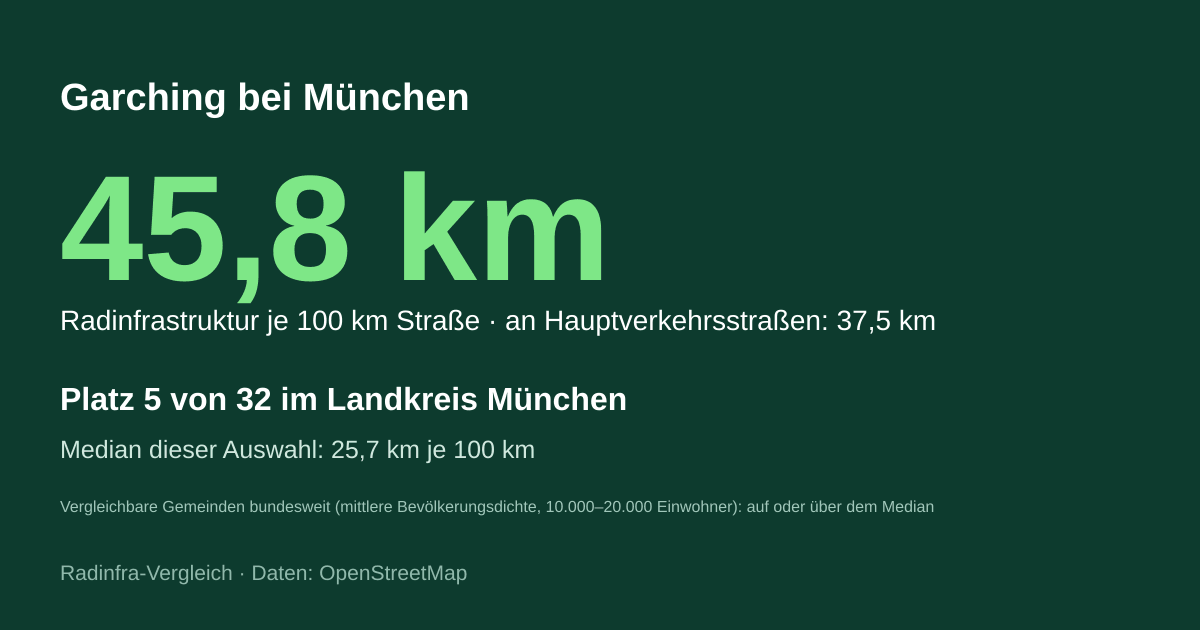 Garching bei München
45,8 km
Radinfrastruktur je 100 km Straße · an Hauptverkehrsstraßen: 37,5 km
Platz 5 von 32 im Landkreis München
Median dieser Auswahl: 25,7 km je 100 km
Vergleichbare Gemeinden bundesweit (mittlere Bevölkerungsdichte, 10.000–20.000 Einwohner): auf oder über dem Median
Radinfra-Vergleich · Daten: OpenStreetMap